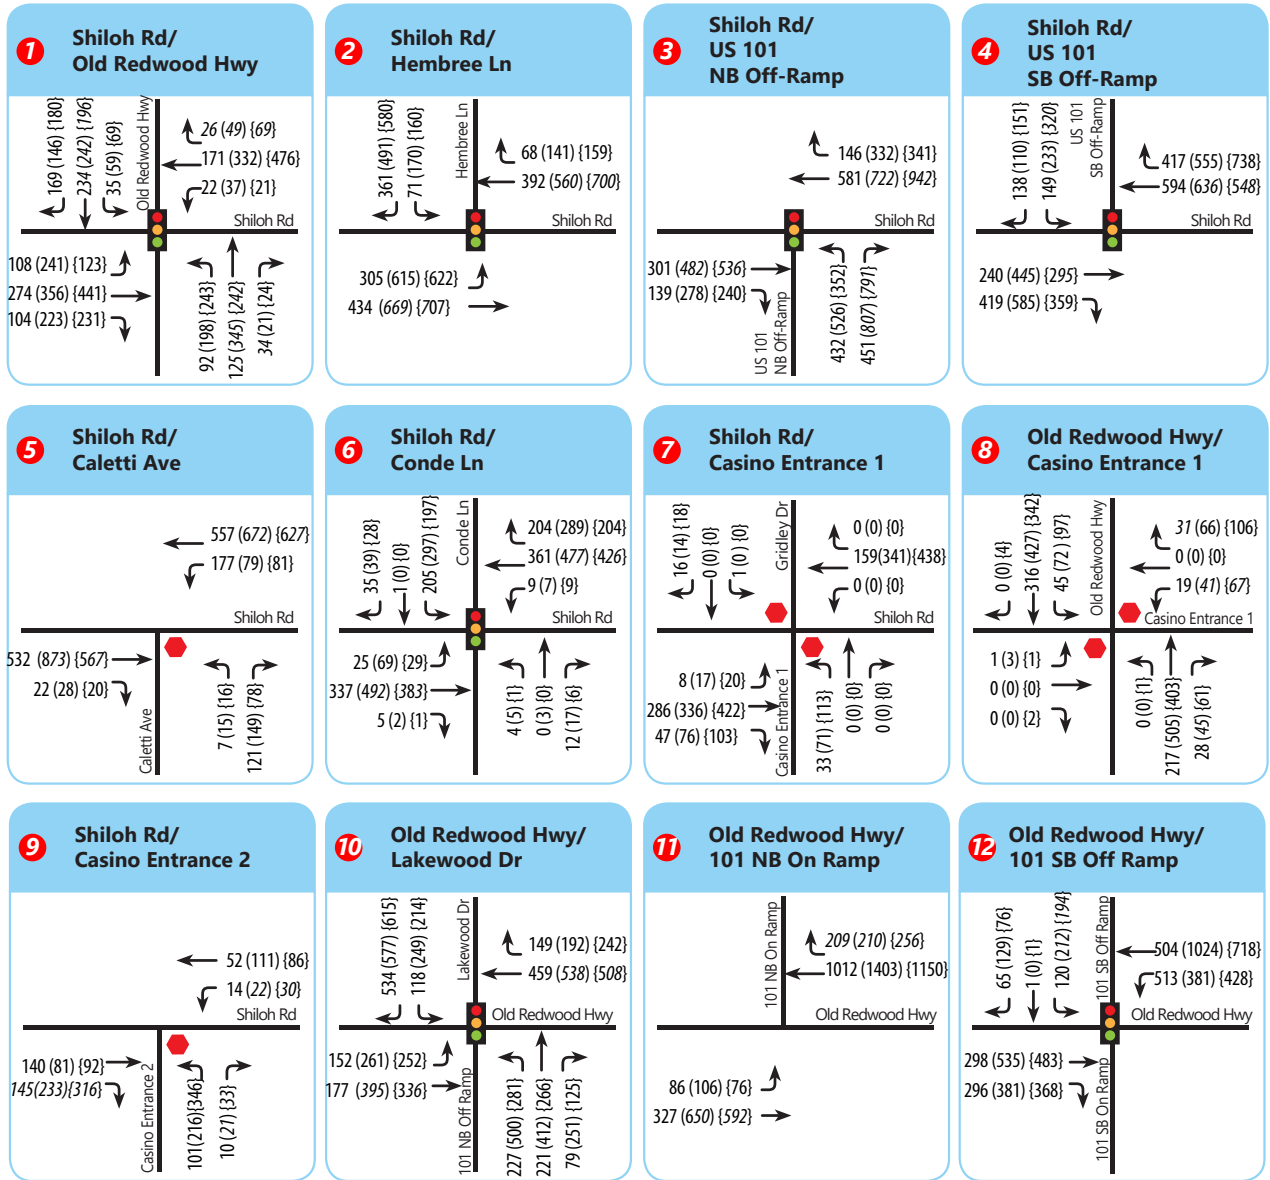 1
Shiloh Rd/
Old Redwood Hwy
169 (146) {180}
234 (242) {196}
35 (59) {69}
Old Redwood Hwy
26 (49) {69}
171 (332) {476}
22 (37) {21}
Shiloh Rd
108 (241) {123}
274 (356) {441}
104 (223) {231}
92 (198) {243}
125 (345) {242}
34 (21) {24}
2
Shiloh Rd/
Hembree Ln
361 (491) {580}
71 (170) {160}
Hembree Ln
68 (141) {159}
392 (560) {700}
Shiloh Rd
305 (615) {622}
434 (669) {707}
3
Shiloh Rd/
US 101
NB Off-Ramp
146 (332) {341}
581 (722) {942}
Shiloh Rd
301 (482) {536}
139 (278) {240}
US 101
NB Off-Ramp
432 (526) {352}
451 (807) {791}
4
Shiloh Rd/
US 101
SB Off-Ramp
138 (110) {151}
149 (233) {320}
US 101
SB Off-Ramp
417 (555) {738}
594 (636) {548}
Shiloh Rd
240 (445) {295}
419 (585) {359}
5
Shiloh Rd/
Caletti Ave
557 (672) {627}
177 (79) {81}
Shiloh Rd
532 (873) {567}
22 (28) {20}
Caletti Ave
7 (15) {16}
121 (149) {78}
6
Shiloh Rd/
Conde Ln
35 (39) {28}
1 (0) {0}
205 (297) {197}
Conde Ln
204 (289) {204}
361 (477) {426}
9 (7) {9}
Shiloh Rd
25 (69) {29}
337 (492) {383}
5 (2) {1}
4 (5) {1}
0 (3) {0}
12 (17) {6}
7
Shiloh Rd/
Casino Entrance 1
16 (14) {18}
0 (0) {0}
1 (0 ) {0}
Gridley Dr
0 (0) {0}
159(341){438}
0 (0) {0}
Shiloh Rd
8 (17) {20}
286 (336) {422}
47 (76) {103}
Casino Entrance 1
33 (71) {113}
0 (0) {0}
0 (0) {0}
8
Old Redwood Hwy/
Casino Entrance 1
0 (0) {4}
316 (427) {342}
45 (72 ) {97}
Old Redwood Hwy
31 (66) {106}
0 (0) {0}
19 (41) {67}
Casino Entrance 1
1 (3) {1}
0 (0) {0}
0 (0) {2}
0 (0) {1}
217 (505) {403}
28 (45) {61}
9
Shiloh Rd/
Casino Entrance 2
52 (111) {86}
14 (22) {30}
Shiloh Rd
140 (81) {92}
145(233){316}
Casino Entrance 2
101(216){346}
10 (21) {33}
10
Old Redwood Hwy/
Lakewood Dr
534 (577) {615}
118 (249) {214}
Lakewood Dr
149 (192) {242}
459 (538) {508}
Old Redwood Hwy
152 (261) {252}
177 (395) {336}
101 NB Off Ramp
227 (500) {281}
221 (412) {266}
79 (251) {125}
11
Old Redwood Hwy/
101 NB On Ramp
101 NB On Ramp
209 (210) {256}
1012 (1403) {1150}
Old Redwood Hwy
86 (106) {76}
327 (650) {592}
12
Old Redwood Hwy/
101 SB Off Ramp
65 (129) {76}
1 (0) {1}
120 (212) {194}
101 SB Off Ramp
504 (1024) {718}
513 (381) {428}
Old Redwood Hwy
298 (535) {483}
296 (381) {368}
101 SB On Ramp